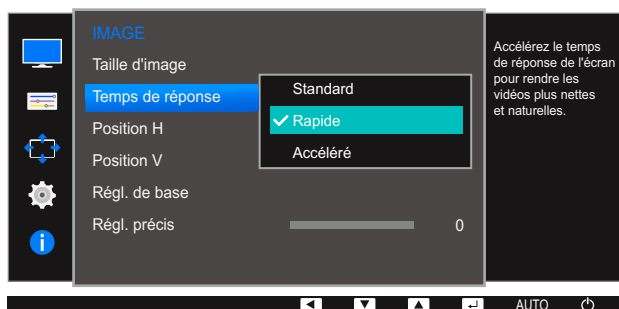 IMAGE
Taille d'image
Temps de réponse
Position H
Position V
Régl. de base
Régl. précis
0
Standard
Rapide
Accéléré
Accélérez le temps
de réponse de l'écran
pour rendre les
vidéos plus nettes
et naturelles.
AUTO